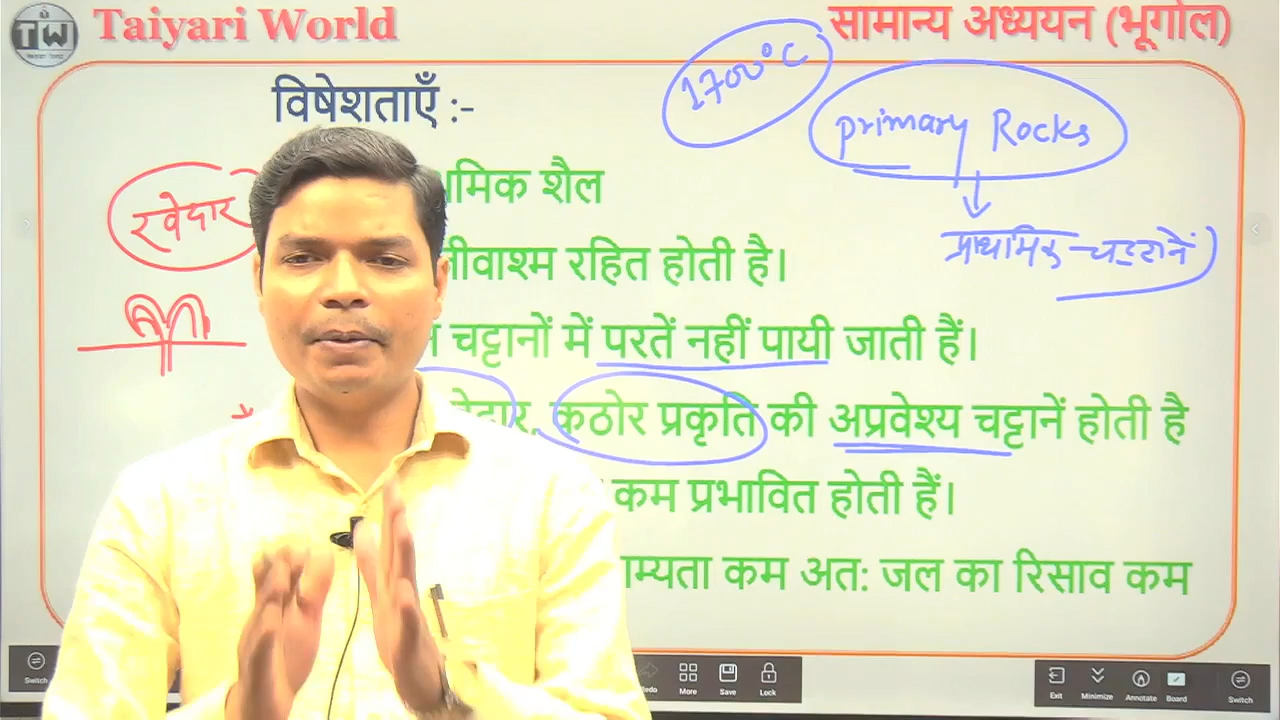 Taiyari World
सामान्य अध्ययन (भूगोल)
TW
1700°C
विषेशताएँ :-
primary Rocks
रवेदार
शैल
प्राथमिक चट्टानें
रहित होती है।
चट्टानों में परतें नहीं पायी जाती हैं।
कठोर प्रकृति की अप्रवेश्य चट्टानें होती है
कम प्रभावित होती हैं।
कम अत: जल का रिसाव कम
Switch
More
Save
Lock
Exit
Minimize
Annotate
Board
Switch